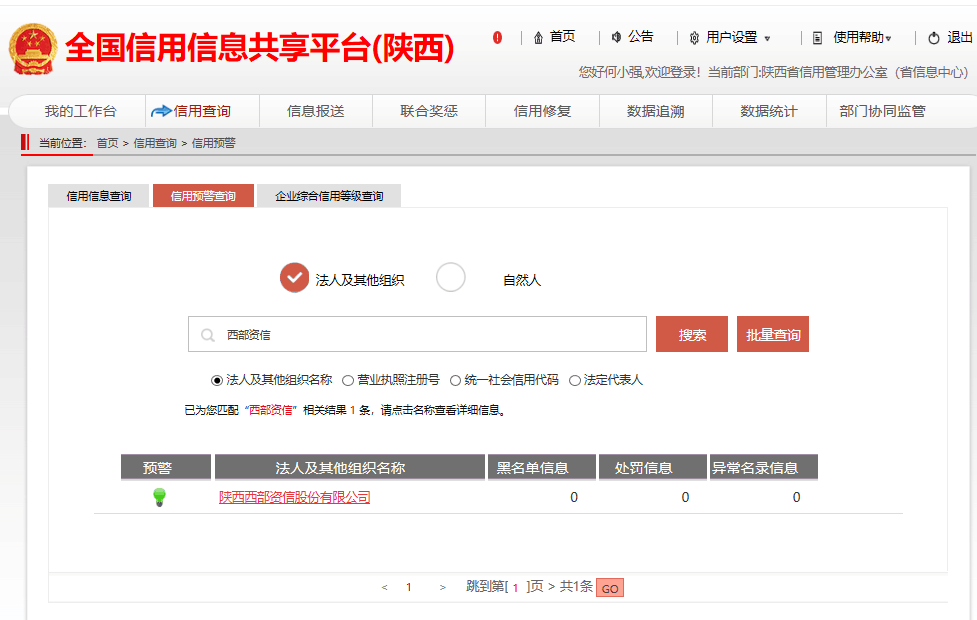 全国信用信息共享平台(陕西)
0 首页 公告 用户设置 使用帮助 退出
您好何小强,欢迎登录！当前部门:陕西省信用管理办公室（省信息中心）
我的工作台 信用查询 信息报送 联合奖惩 信用修复 数据追溯 数据统计 部门协同监管
当前位置： 首页 > 信用查询 > 信用预警
信用信息查询 信用预警查询 企业综合信用等级查询
法人及其他组织 自然人
西部资信 搜索 批量查询
法人及其他组织名称 营业执照注册号 统一社会信用代码 法定代表人
已为您匹配 “西部资信” 相关结果 1 条，请点击名称查看详细信息。
预警 法人及其他组织名称 黑名单信息 处罚信息 异常名录信息
陕西西部资信股份有限公司 0 0 0
< 1 > 跳到第[ 1 ]页 > 共1条 GO